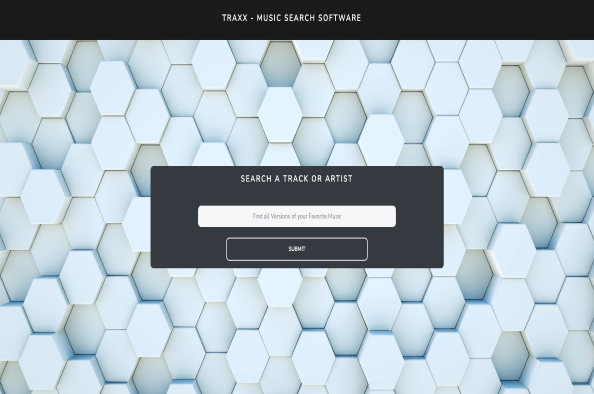 TRAXX - MUSIC SEARCH SOFTWARE
SEARCH A TRACK OR ARTIST
Find all Versions of your Favorite Music
SUBMIT